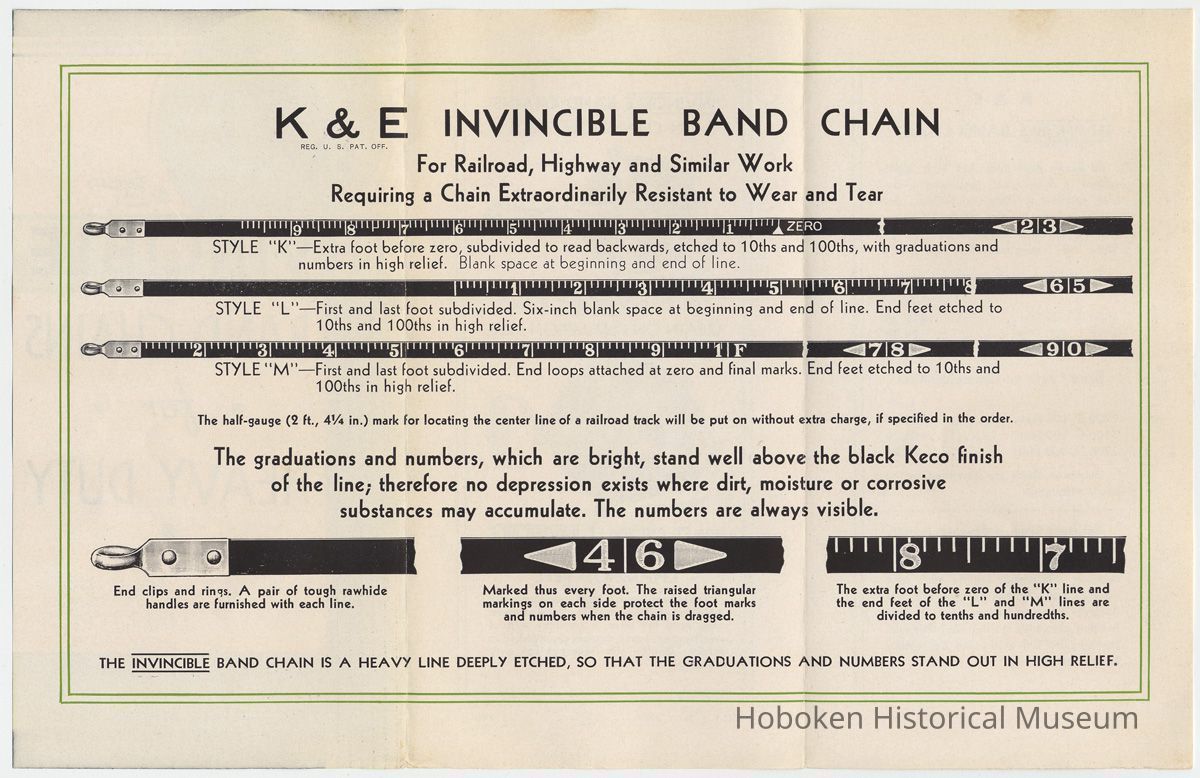 K & E INVINCIBLE BAND CHAIN
REG. U. S. PAT. OFF.
For Railroad, Highway and Similar Work
Requiring a Chain Extraordinarily Resistant to Wear and Tear
9 8 7 6 5 4 3 2 1 ZERO 2 3
STYLE "K"—Extra foot before zero, subdivided to read backwards, etched to 10ths and 100ths, with graduations and
numbers in high relief. Blank space at beginning and end of line.
1 2 3 4 5 6 7 8 6 5
STYLE "L"—First and last foot subdivided. Six-inch blank space at beginning and end of line. End feet etched to
10ths and 100ths in high relief.
2 3 4 5 6 7 8 9 1 F 7 8 9 0
STYLE "M"—First and last foot subdivided. End loops attached at zero and final marks. End feet etched to 10ths and
100ths in high relief.
The half-gauge (2 ft., 4¼ in.) mark for locating the center line of a railroad track will be put on without extra charge, if specified in the order.
The graduations and numbers, which are bright, stand well above the black Keco finish
of the line; therefore no depression exists where dirt, moisture or corrosive
substances may accumulate. The numbers are always visible.
4 6
8 7
End clips and rings. A pair of tough rawhide
handles are furnished with each line.
Marked thus every foot. The raised triangular
markings on each side protect the foot marks
and numbers when the chain is dragged.
The extra foot before zero of the "K" line and
the end feet of the "L" and "M" lines are
divided to tenths and hundredths.
THE INVINCIBLE BAND CHAIN IS A HEAVY LINE DEEPLY ETCHED, SO THAT THE GRADUATIONS AND NUMBERS STAND OUT IN HIGH RELIEF.
Hoboken Historical Museum